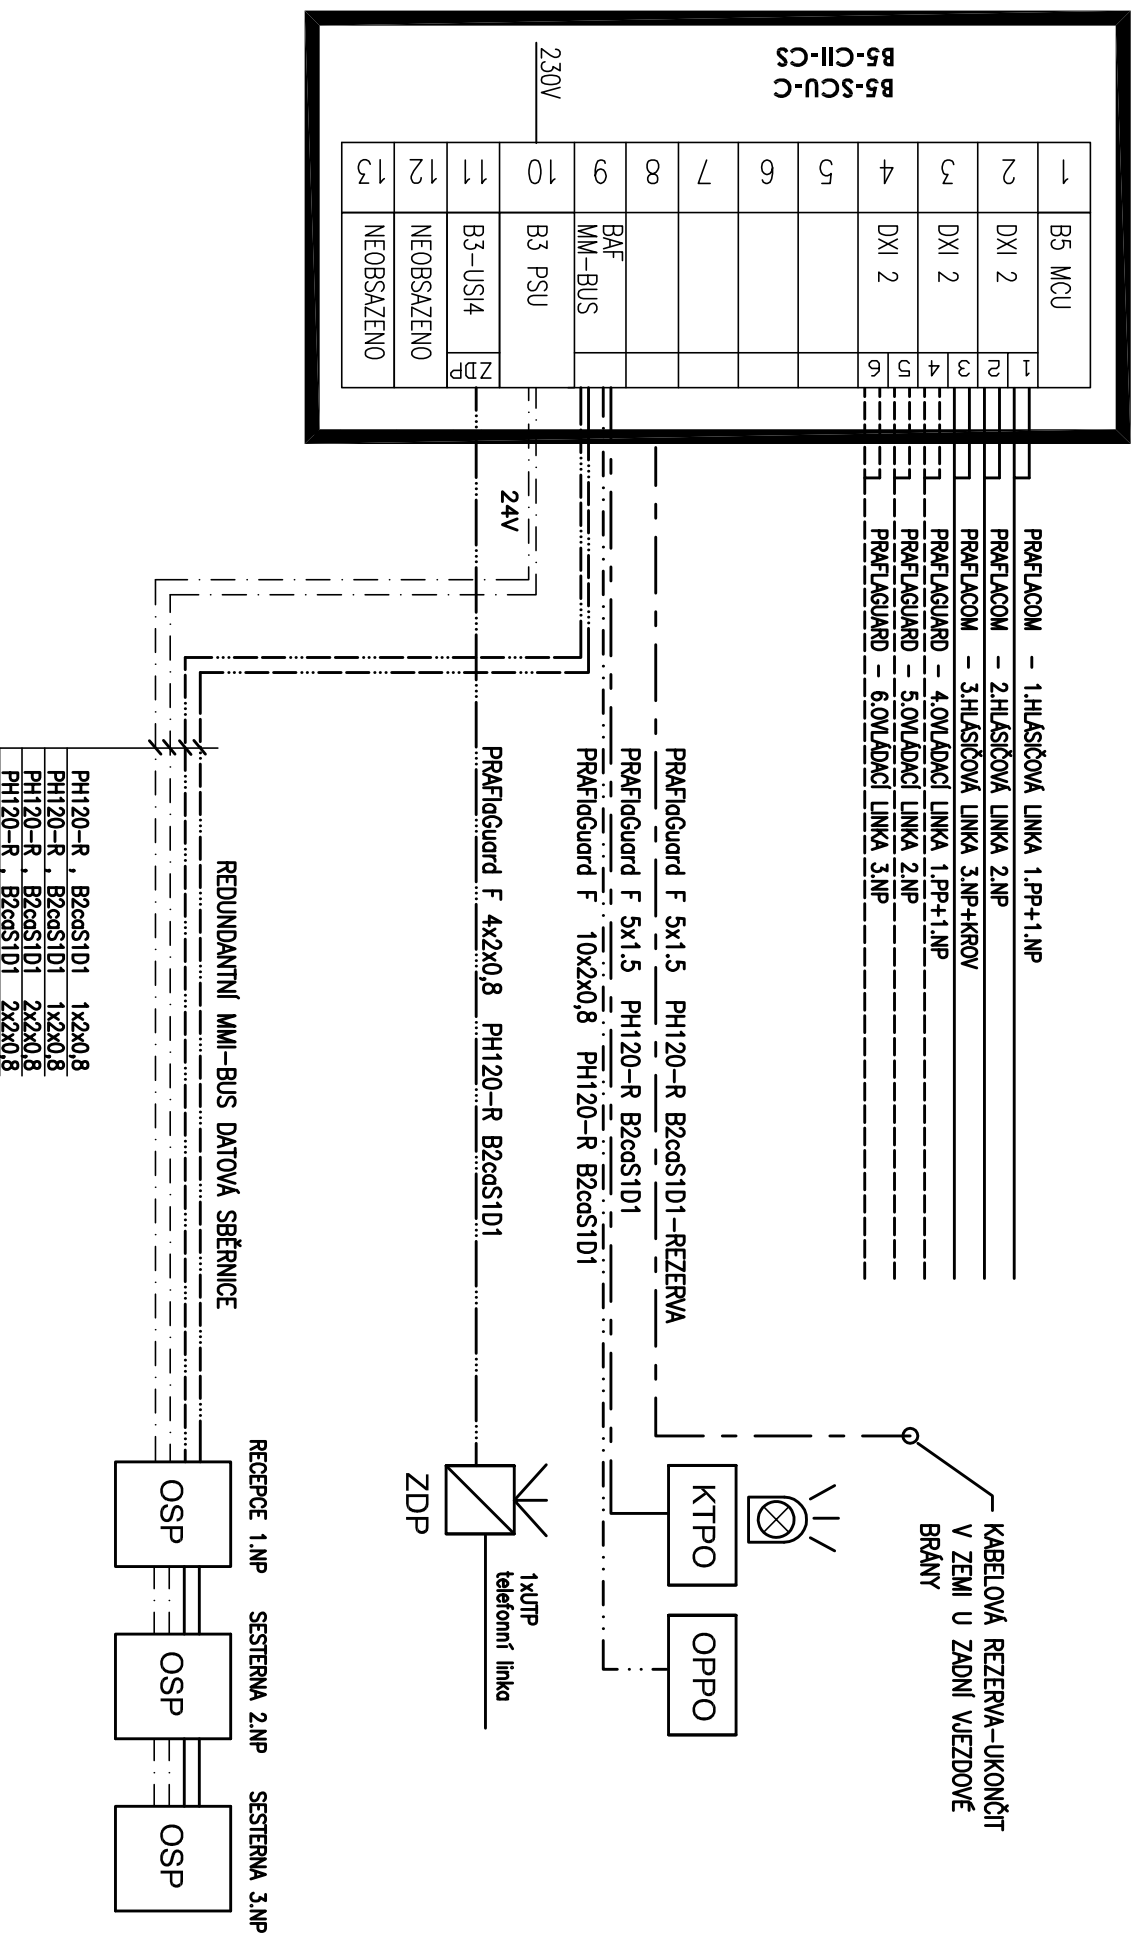 B5-SCU-C
B5-CII-CS
230V
1
2
3
4
5
6
7
8
9
10
11
12
13
B5 MCU
DXI 2
DXI 2
DXI 2
BAF
MM-BUS
B3 PSU
B3-USI4
NEOBSAZENO
NEOBSAZENO
1
2
3
4
5
6
ZDP
24V
PRAFLACOM - 1.HLÁSIČOVÁ LINKA 1.PP+1.NP
PRAFLACOM - 2.HLÁSIČOVÁ LINKA 2.NP
PRAFLACOM - 3.HLÁSIČOVÁ LINKA 3.NP+KROV
PRAFLAGUARD - 4.OVLÁDACÍ LINKA 1.PP+1.NP
PRAFLAGUARD - 5.OVLÁDACÍ LINKA 2.NP
PRAFLAGUARD - 6.OVLÁDACÍ LINKA 3.NP
PRAFlaGuard F 5x1.5 PH120-R B2caS1D1-REZERVA
PRAFlaGuard F 5x1.5 PH120-R B2caS1D1
PRAFlaGuard F 10x2x0,8 PH120-R B2caS1D1
PRAFlaGuard F 4x2x0,8 PH120-R B2caS1D1
KABELOVÁ REZERVA-UKONČIT
V ZEMI U ZADNÍ VJEZDOVÉ
BRÁNY
KTPO
OPPO
ZDP
1xUTP
telefonní linka
REDUNDANTNÍ MMI-BUS DATOVÁ SBĚRNICE
PH120-R , B2caS1D1 1x2x0,8
PH120-R , B2caS1D1 1x2x0,8
PH120-R , B2caS1D1 2x2x0,8
PH120-R , B2caS1D1 2x2x0,8
RECEPCE 1.NP
SESTERNA 2.NP
SESTERNA 3.NP
OSP
OSP
OSP